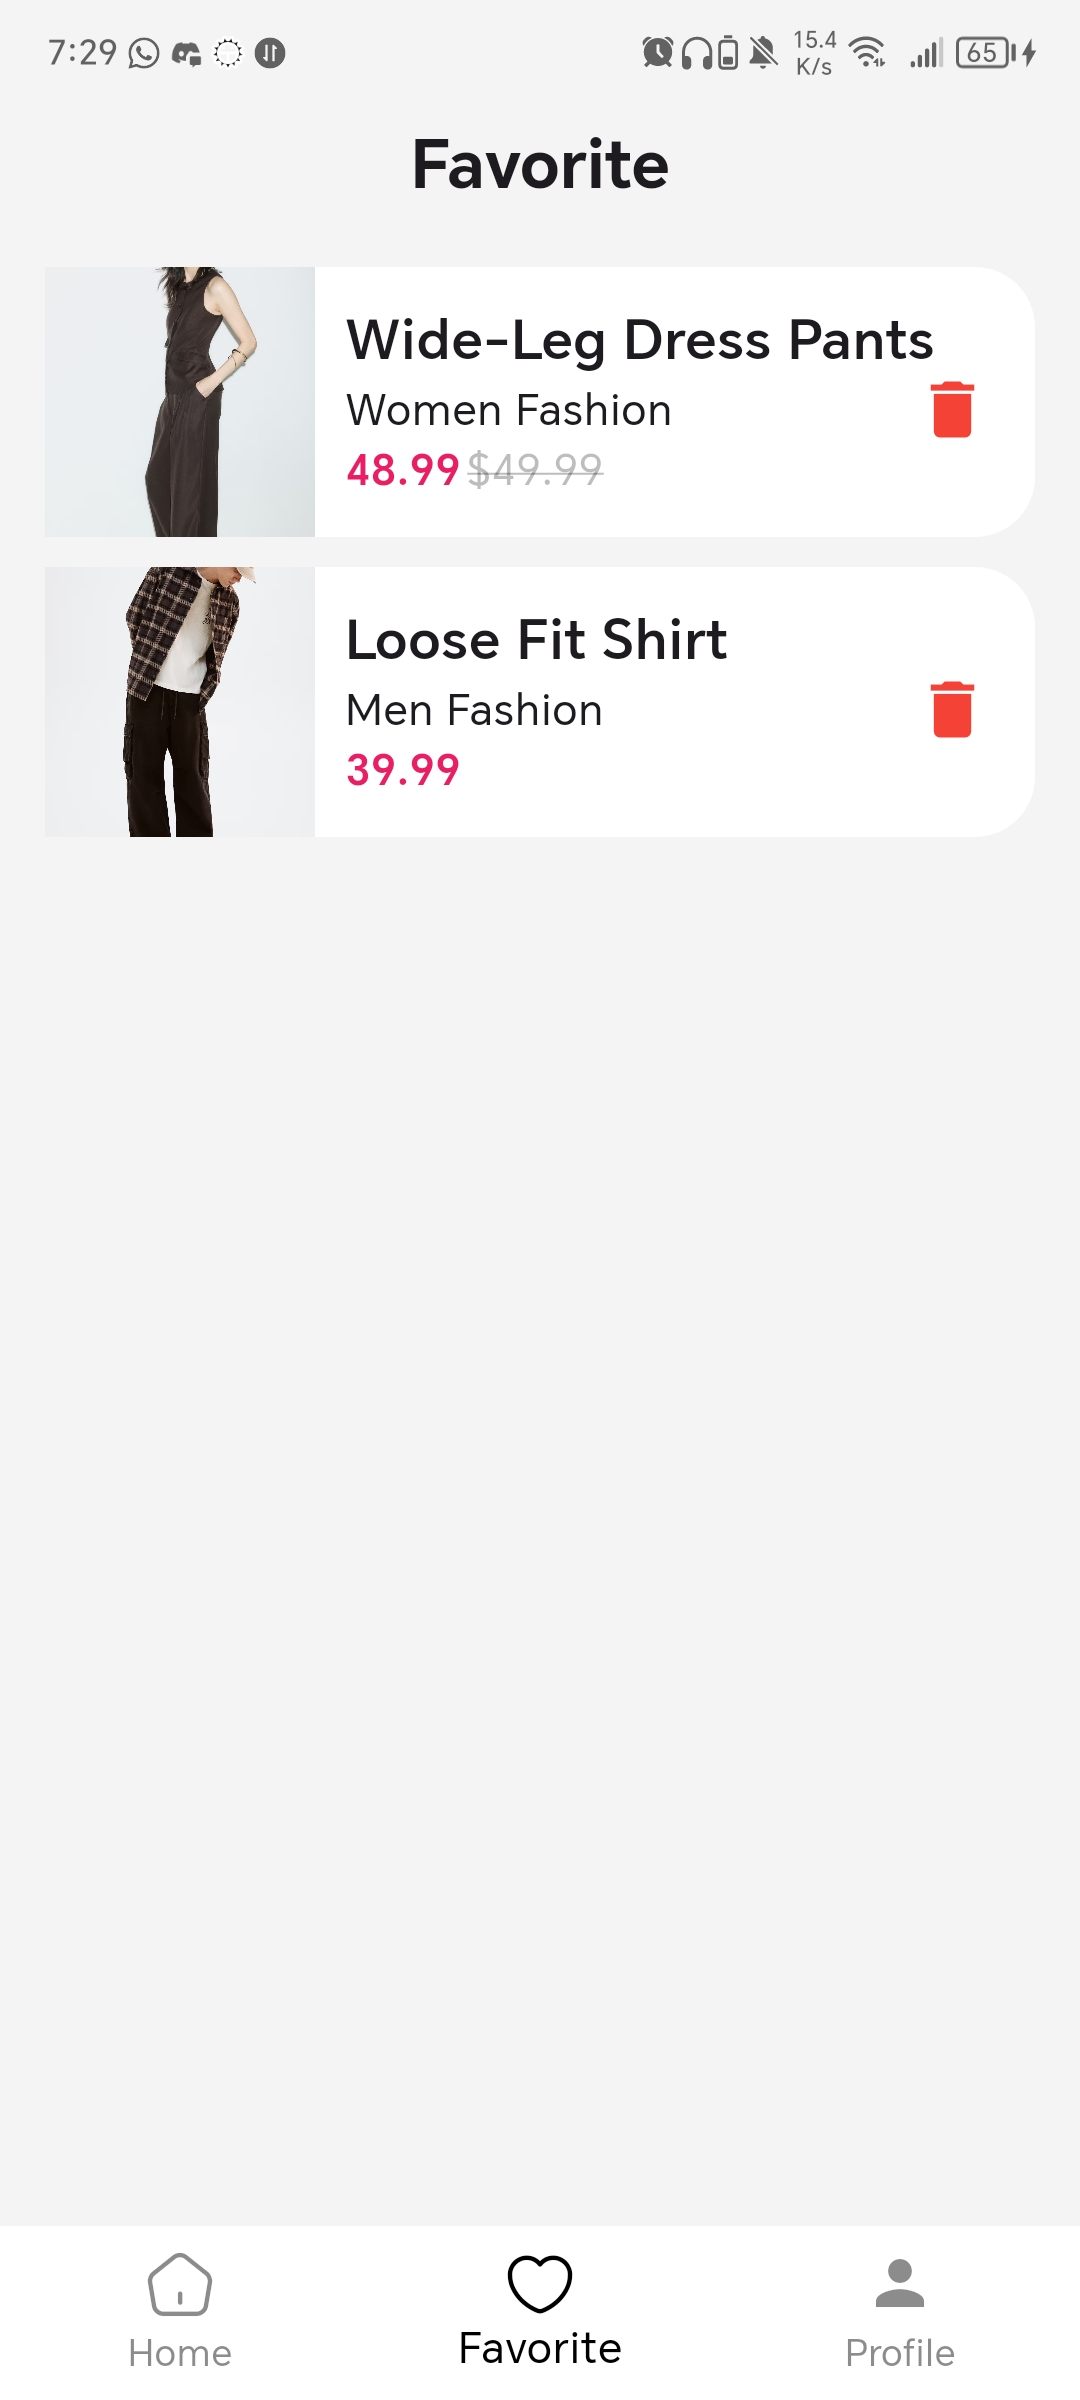 7:29
15.4
K/s
65
Favorite
Wide-Leg Dress Pants
Women Fashion
48.99 $49.99
Loose Fit Shirt
Men Fashion
39.99
Home
Favorite
Profile